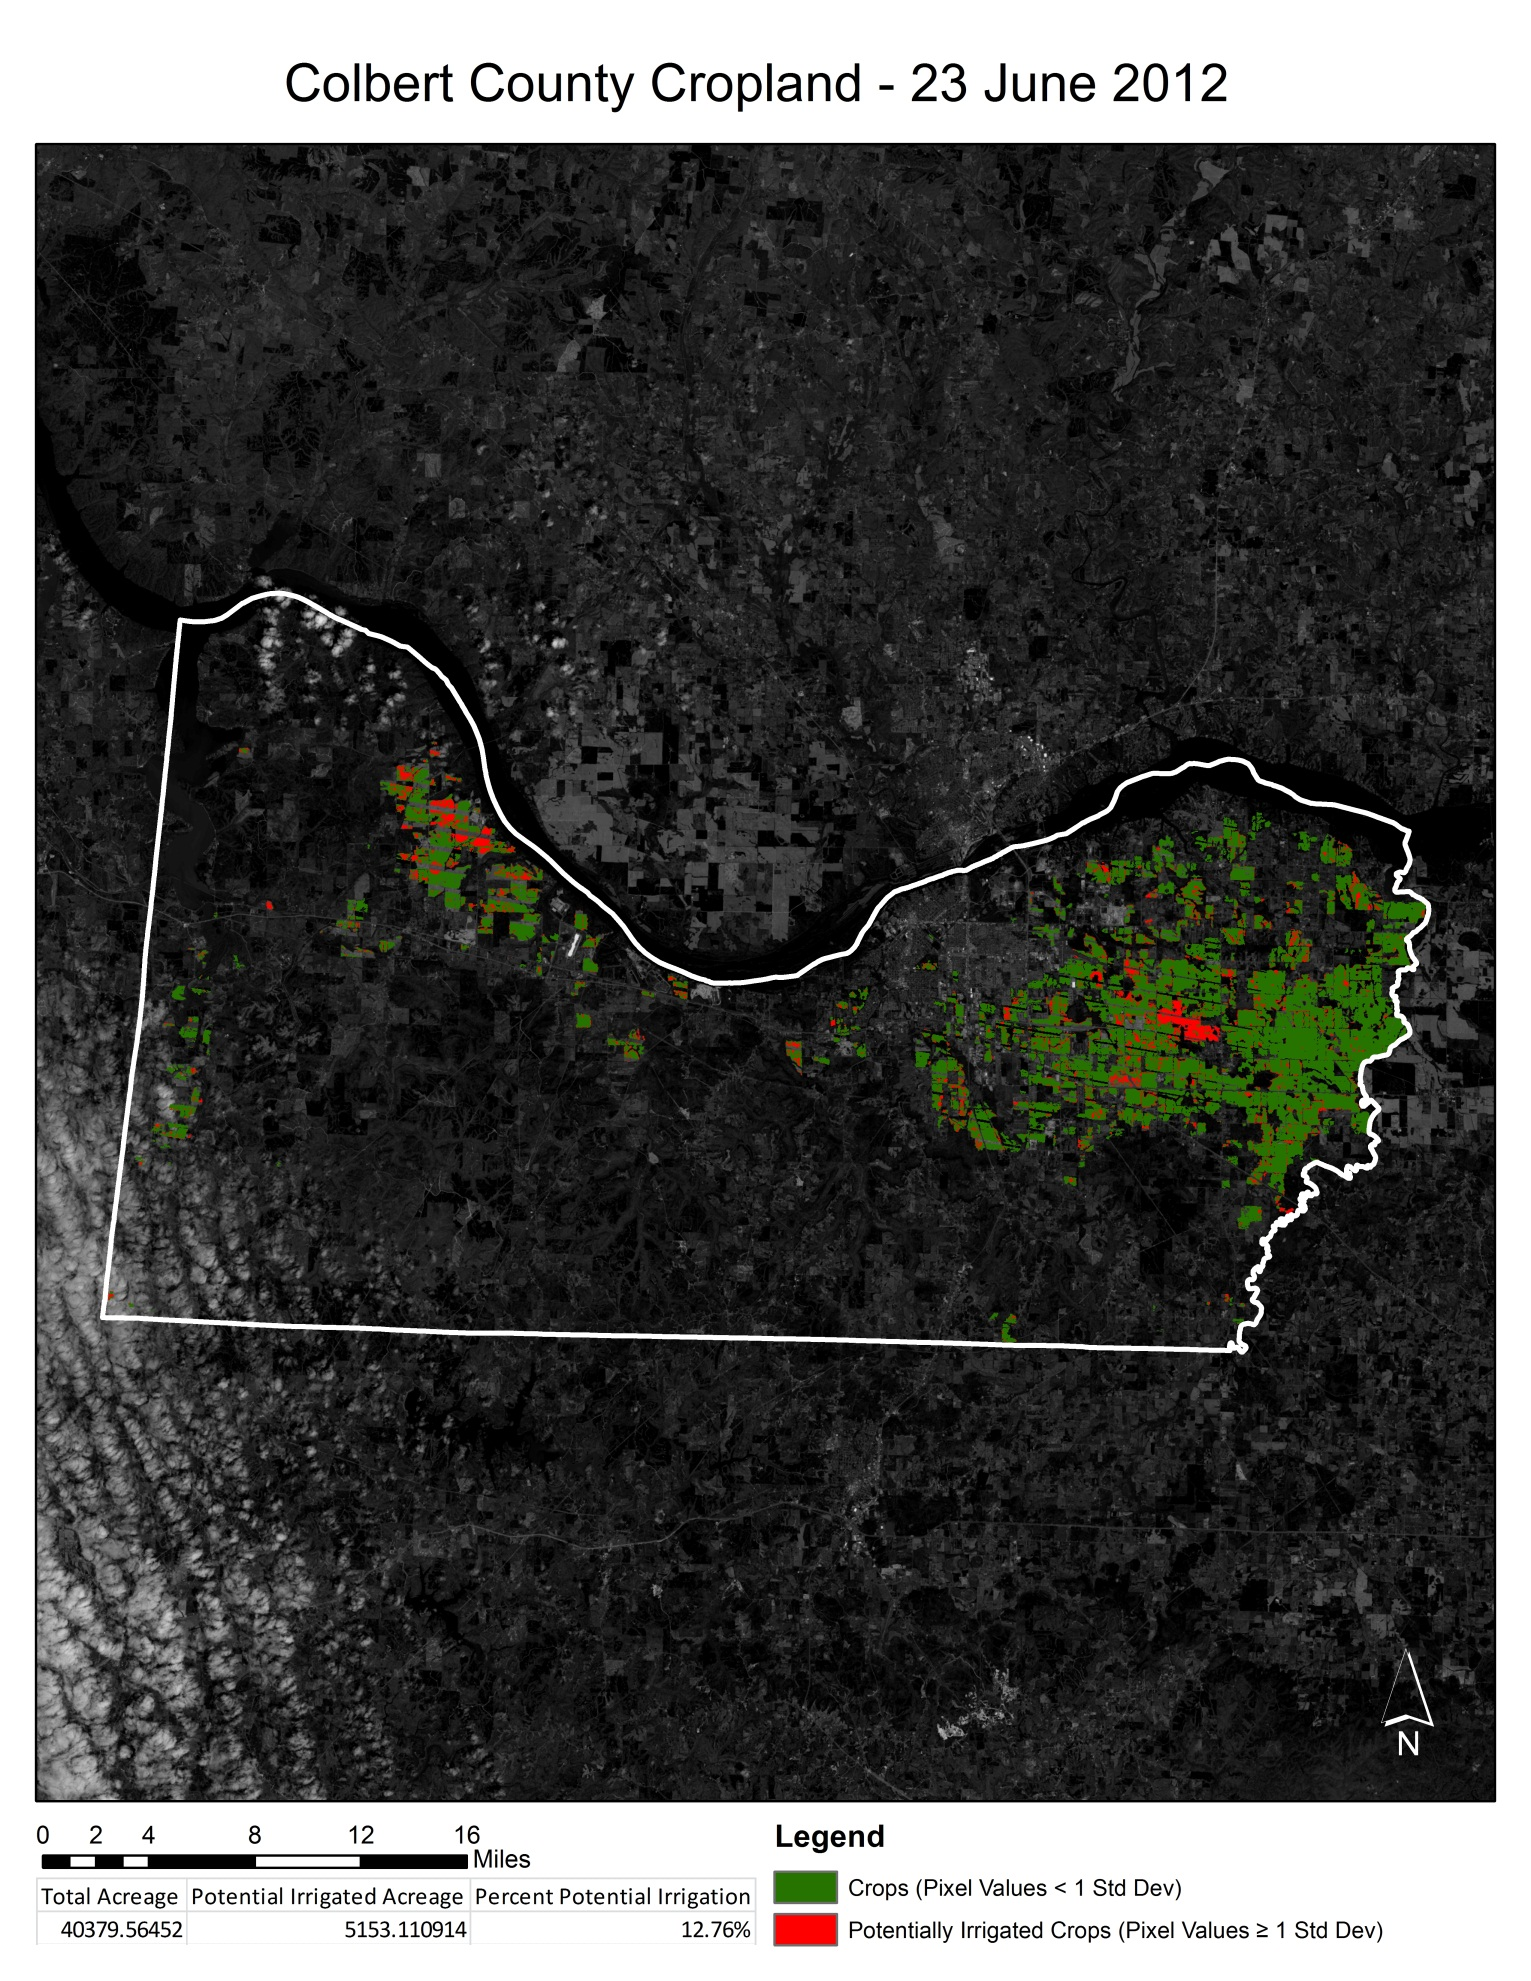 Colbert County Cropland - 23 June 2012
N
0 2 4 8 12 16
Miles
Total Acreage Potential Irrigated Acreage Percent Potential Irrigation
40379.56452 5153.110914 12.76%
Legend
Crops (Pixel Values < 1 Std Dev)
Potentially Irrigated Crops (Pixel Values ≥ 1 Std Dev)